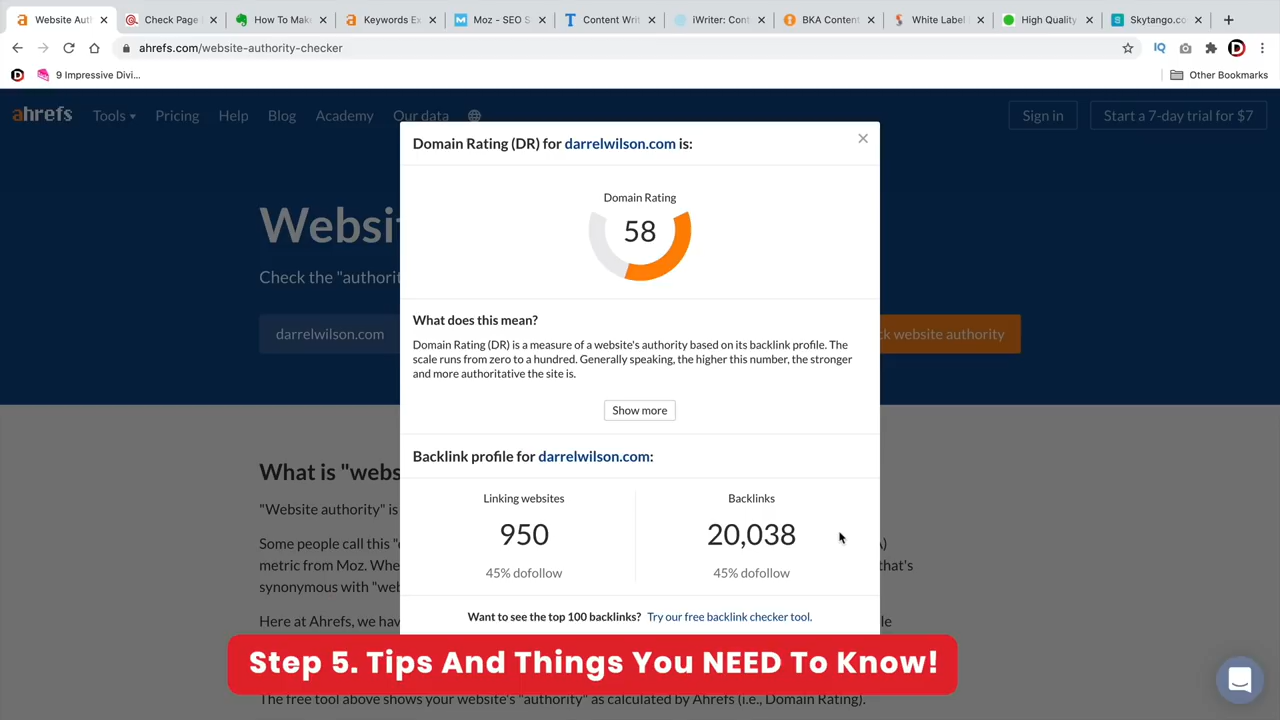 Website Aut
Check Page
How To Make
Keywords Ex
Moz - SEO S
Content Writ
iWriter: Cont
BKA Content
White Label
High Quality
Skytango.co
ahrefs.com/website-authority-checker
IQ
9 Impressive Divi...
Other Bookmarks
ahrefs
Tools
Pricing
Help
Blog
Academy
Our data
Sign in
Start a 7-day trial for $7
Domain Rating (DR) for darrelwilson.com is:
Domain Rating
58
Websi
Check the "authorit
darrelwilson.com
ck website authority
What does this mean?
Domain Rating (DR) is a measure of a website's authority based on its backlink profile. The
scale runs from zero to a hundred. Generally speaking, the higher this number, the stronger
and more authoritative the site is.
Show more
Backlink profile for darrelwilson.com:
Linking websites
950
45% dofollow
Backlinks
20,038
45% dofollow
Want to see the top 100 backlinks? Try our free backlink checker tool.
What is "webs
"Website authority" is
Some people call this "
A)
metric from Moz. Whe
that's
synonymous with "web
Here at Ahrefs, we hav
le
Step 5. Tips And Things You NEED To Know!
The free tool above shows your website's "authority" as calculated by Ahrefs (i.e., Domain Rating).